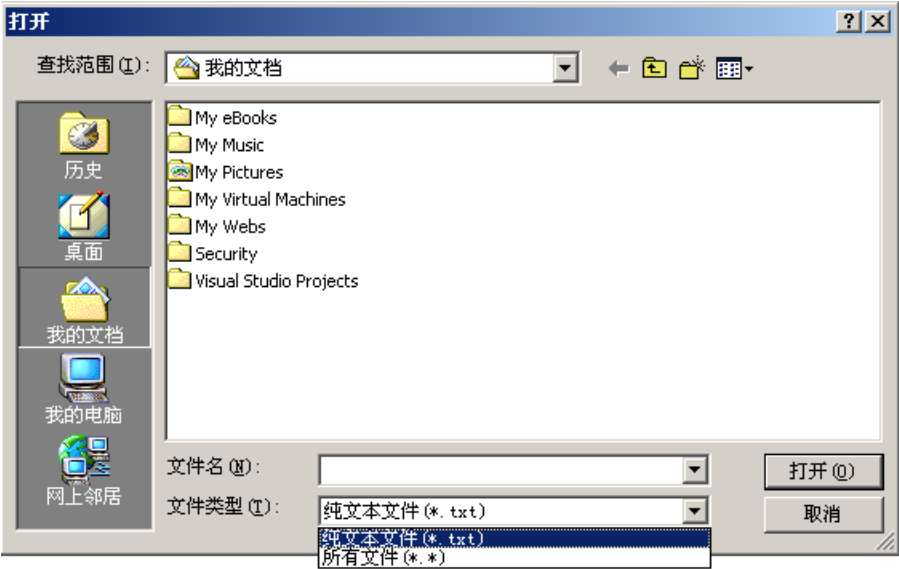 打开
查找范围(I):
我的文档
历史
桌面
我的文档
我的电脑
网上邻居
My eBooks
My Music
My Pictures
My Virtual Machines
My Webs
Security
Visual Studio Projects
文件名(N):
打开(O)
文件类型(T):
纯文本文件(*.txt)
取消
纯文本文件(*.txt)
所有文件(*.*)